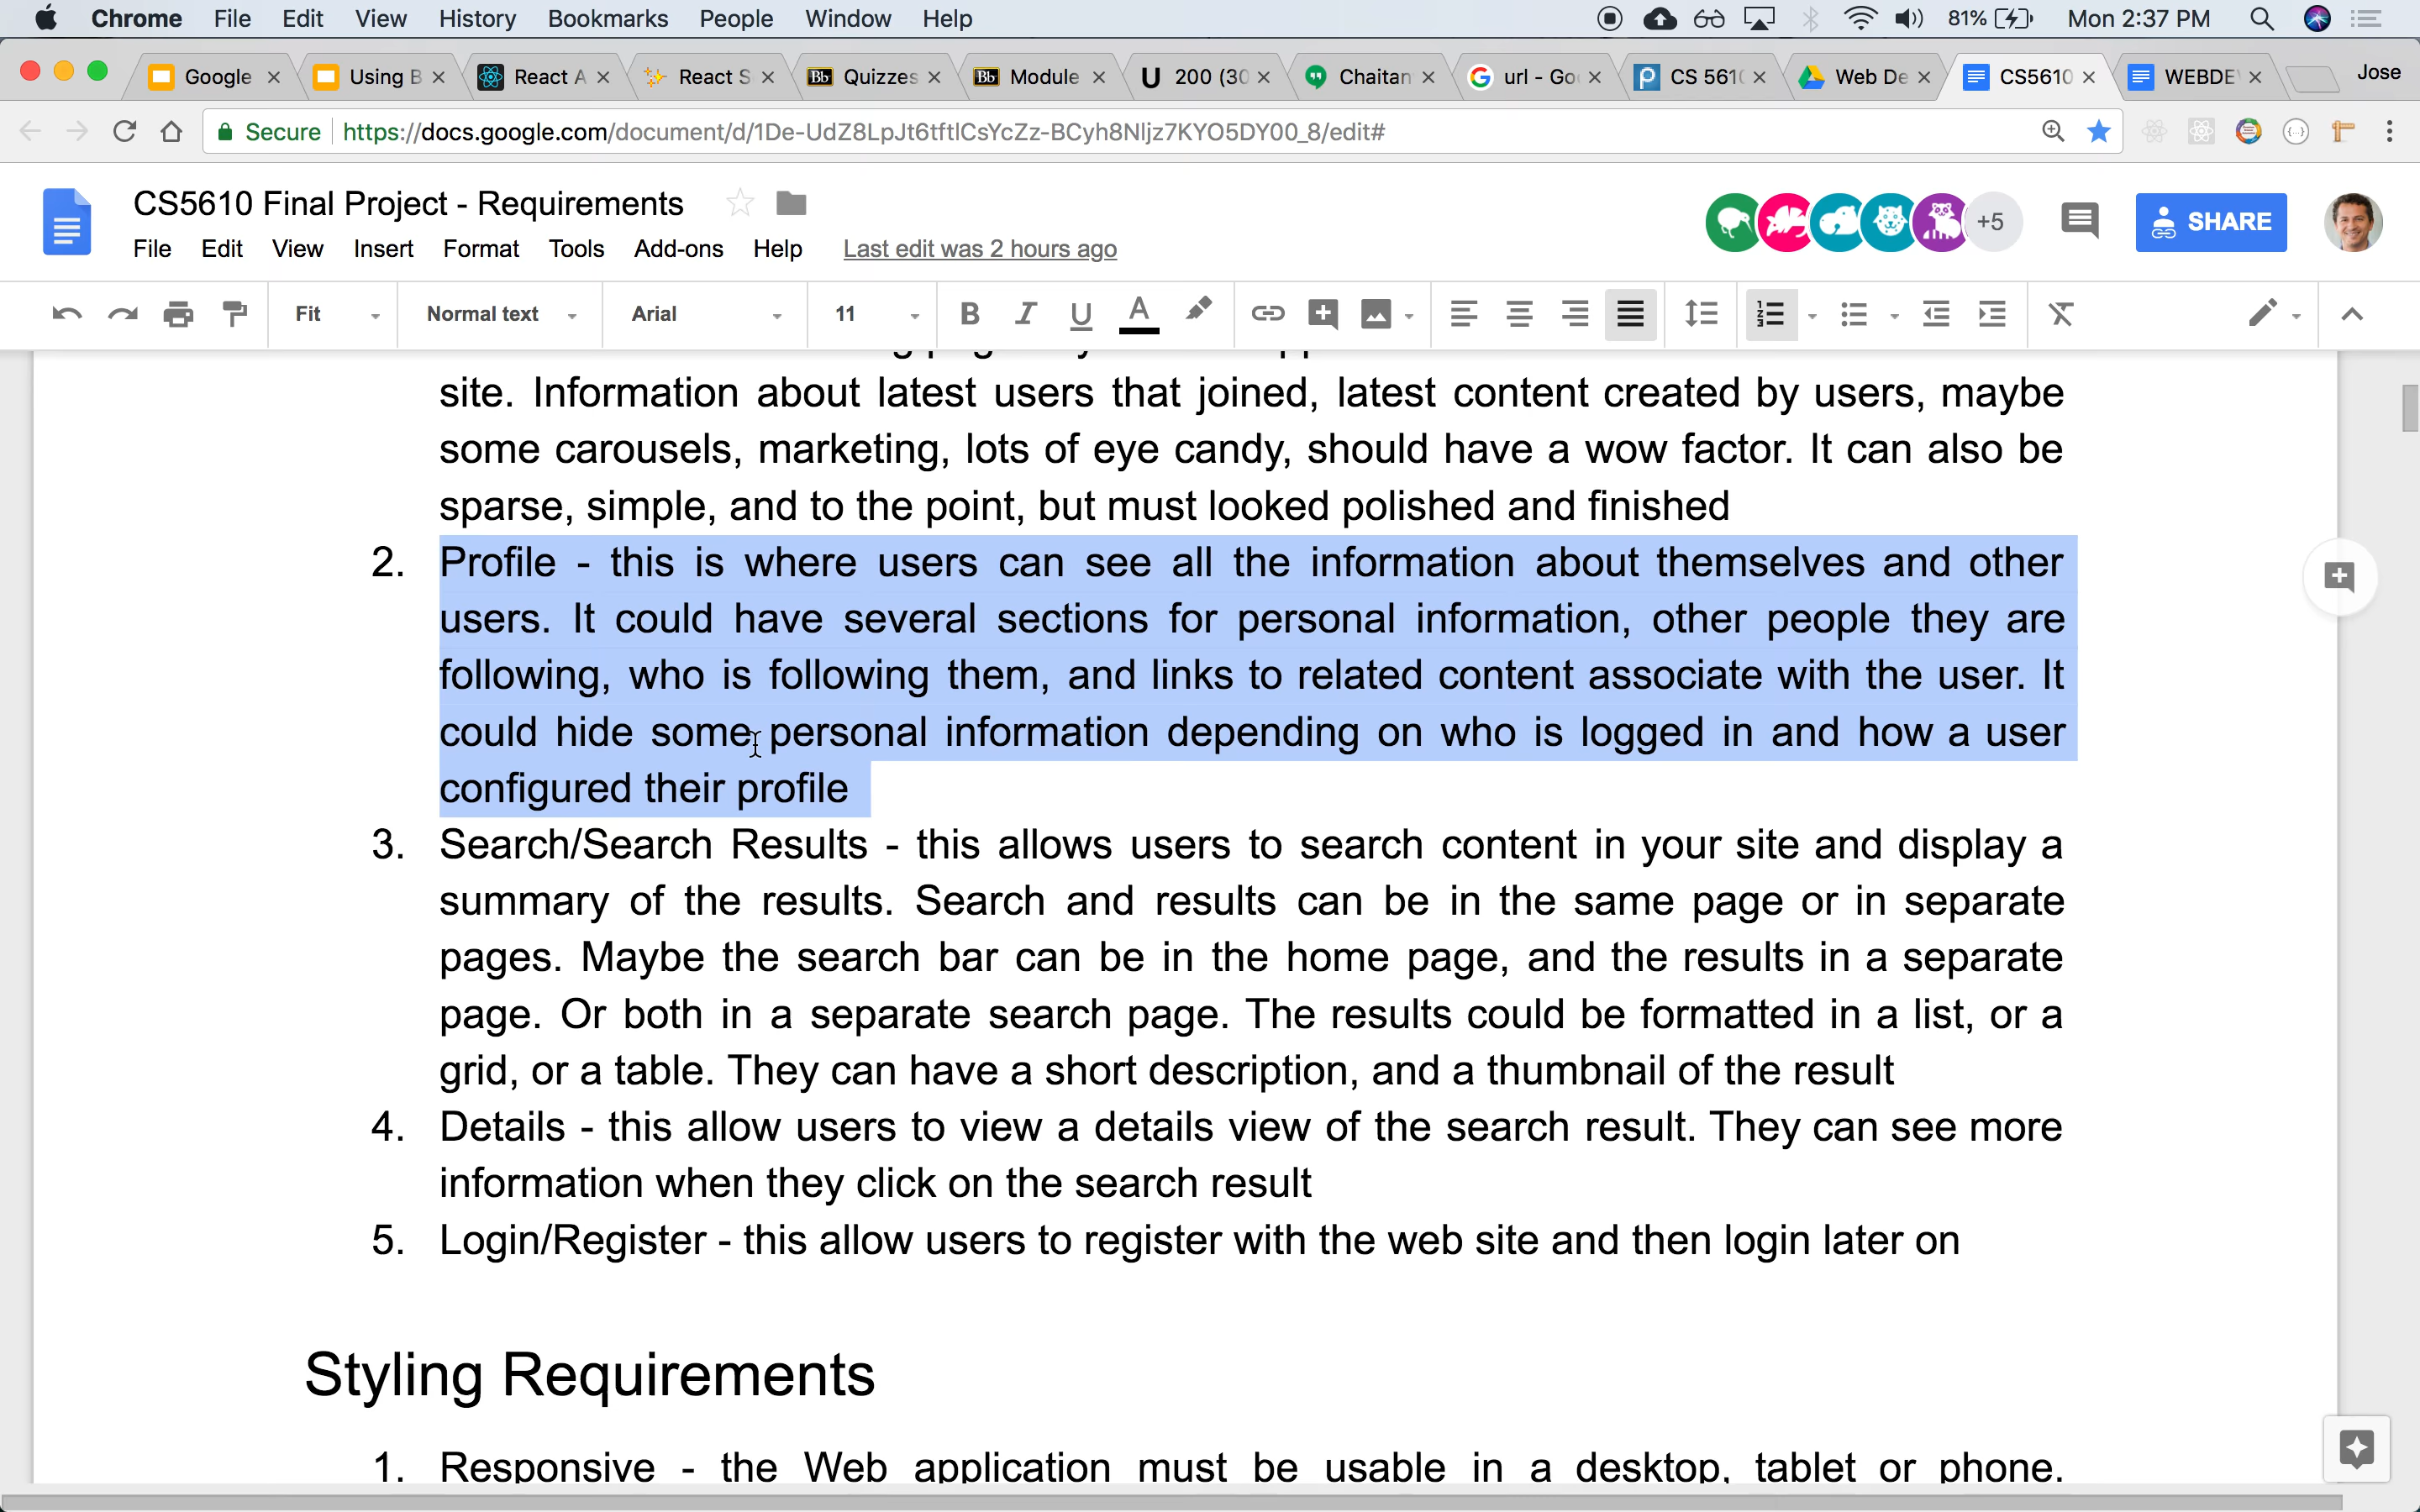 Chrome File Edit View History Bookmarks People Window Help 81% Mon 2:37 PM
Google Using B React A React S Quizzes Module 200 (30 Chaitan url - Go CS 561 Web De CS5610 WEBDE Jose
Secure https://docs.google.com/document/d/1De-UdZ8LpJt6tftlCsYcZz-BCyh8Nljz7KYO5DY00_8/edit#
CS5610 Final Project - Requirements
+5 SHARE
File Edit View Insert Format Tools Add-ons Help Last edit was 2 hours ago
Fit Normal text Arial 11
site. Information about latest users that joined, latest content created by users, maybe
some carousels, marketing, lots of eye candy, should have a wow factor. It can also be
sparse, simple, and to the point, but must looked polished and finished
2. Profile - this is where users can see all the information about themselves and other
users. It could have several sections for personal information, other people they are
following, who is following them, and links to related content associate with the user. It
could hide some personal information depending on who is logged in and how a user
configured their profile
3. Search/Search Results - this allows users to search content in your site and display a
summary of the results. Search and results can be in the same page or in separate
pages. Maybe the search bar can be in the home page, and the results in a separate
page. Or both in a separate search page. The results could be formatted in a list, or a
grid, or a table. They can have a short description, and a thumbnail of the result
4. Details - this allow users to view a details view of the search result. They can see more
information when they click on the search result
5. Login/Register - this allow users to register with the web site and then login later on
Styling Requirements
1. Responsive - the Web application must be usable in a desktop, tablet or phone.